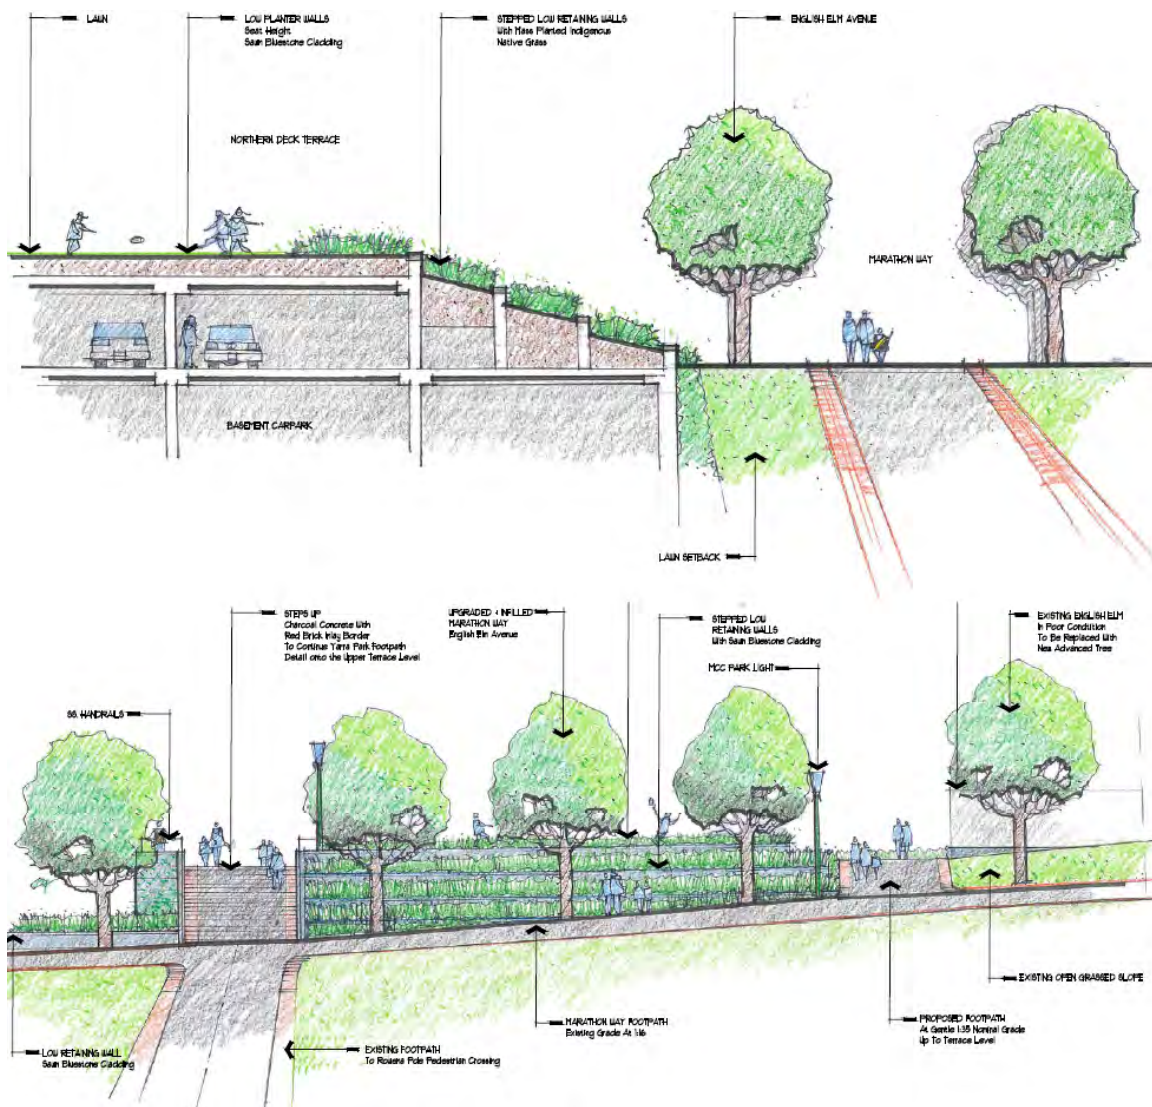 LAWN
LOW PLANTER WALLS
Seat Height
Sawn Bluestone Cladding
STEPPED LOW RETAINING WALLS
With Mass Planted Indigenous
Native Grass
ENGLISH ELM AVENUE
NORTHERN DECK TERRACE
MARATHON WAY
BASEMENT CARPARK
LAWN SETBACK
STEPS UP
Charcoal Concrete With
Red Brick Inlay Border
To Continue Yarra Park Footpath
Detail onto the Upper Terrace Level
UPGRADED + INFILLED
MARATHON WAY
English Elm Avenue
STEPPED LOW
RETAINING WALLS
With Sawn Bluestone Cladding
MCC PARK LIGHT
EXISTING ENGLISH ELM
In Poor Condition
To Be Replaced With
New Advanced Tree
SS. HANDRAILS
EXISTING OPEN GRASSED SLOPE
LOW RETAINING WALL
Sawn Bluestone Cladding
EXISTING FOOTPATH
To Rowena Pde Pedestrian Crossing
MARATHON WAY FOOTPATH
Existing Grade At 1:16
PROPOSED FOOTPATH
At Gentle 1:35 Nominal Grade
Up To Terrace Level